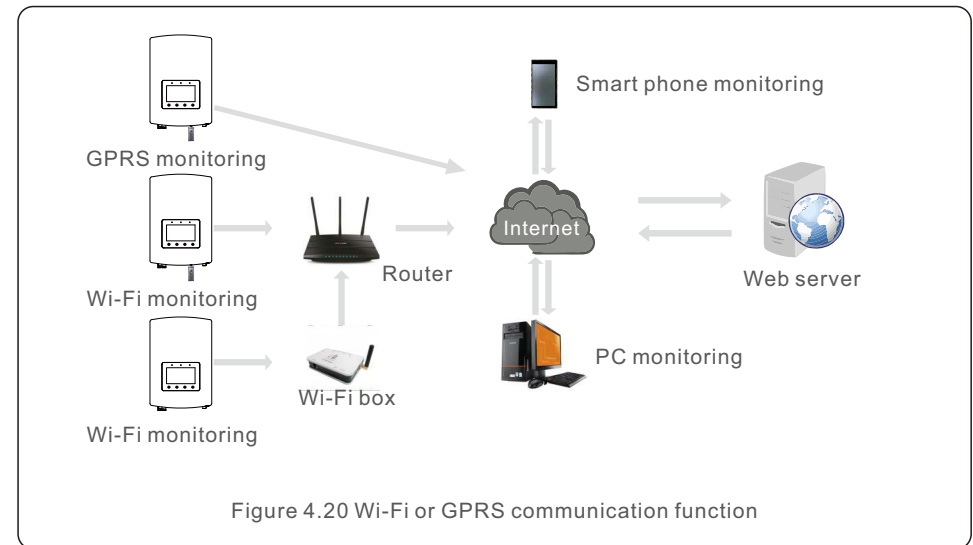 GPRS monitoring
Wi-Fi monitoring
Wi-Fi monitoring
Router
Wi-Fi box
Internet
Smart phone monitoring
PC monitoring
Web server
Figure 4.20 Wi-Fi or GPRS communication function